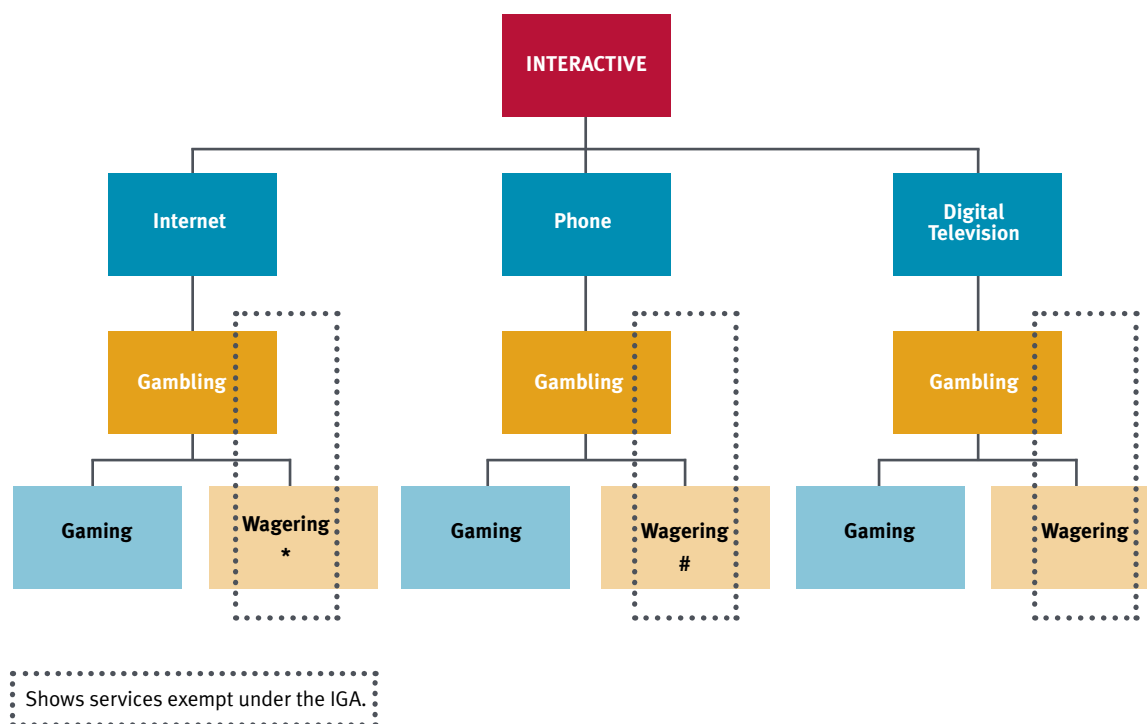 INTERACTIVE
Internet
Phone
Digital
Television
Gambling
Gambling
Gambling
Gaming
Wagering
*
Gaming
Wagering
#
Gaming
Wagering
Shows services exempt under the IGA.